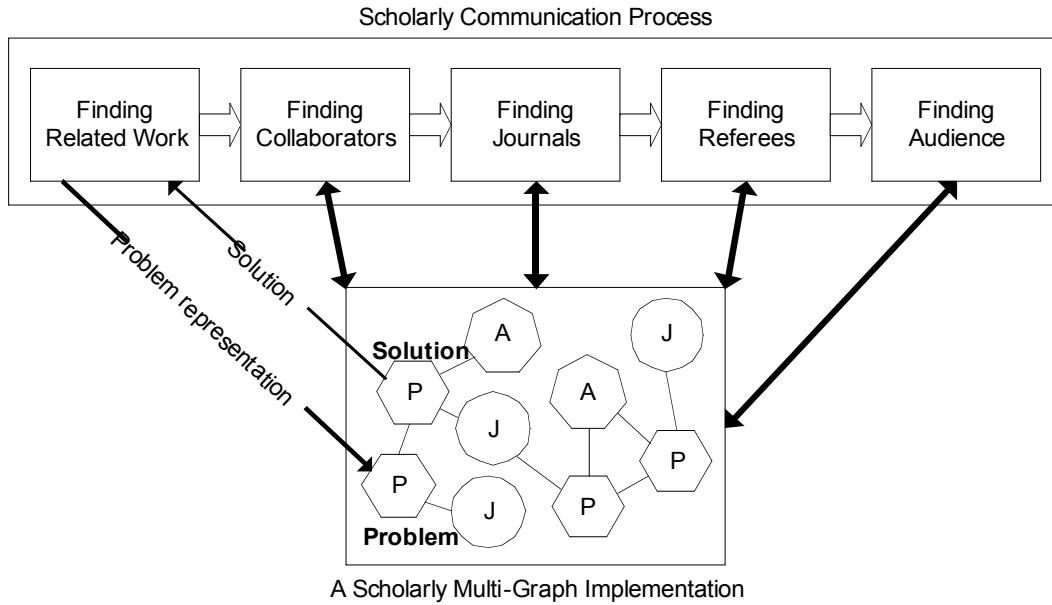 Scholarly Communication Process
Finding
Related Work
Finding
Collaborators
Finding
Journals
Finding
Referees
Finding
Audience
Problem representation
Solution
Solution
A
J
P
A
J
P
P
J
P
Problem
A Scholarly Multi-Graph Implementation